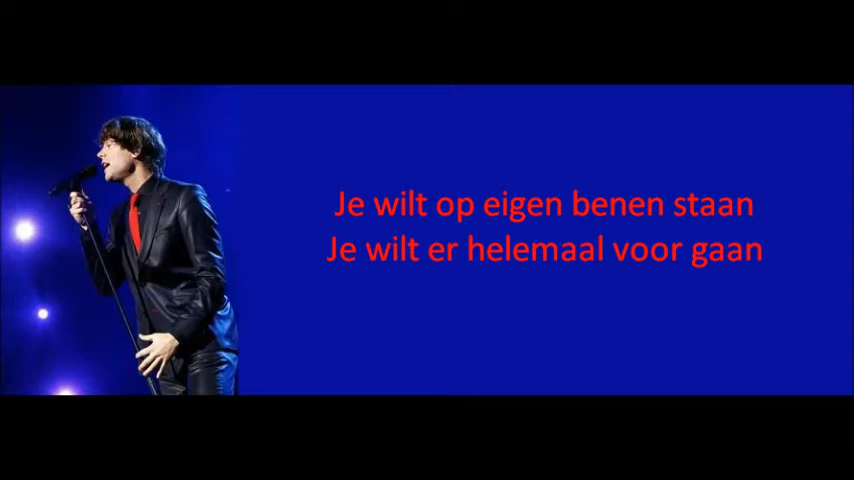 Je wilt op eigen benen staan
Je wilt er helemaal voor gaan